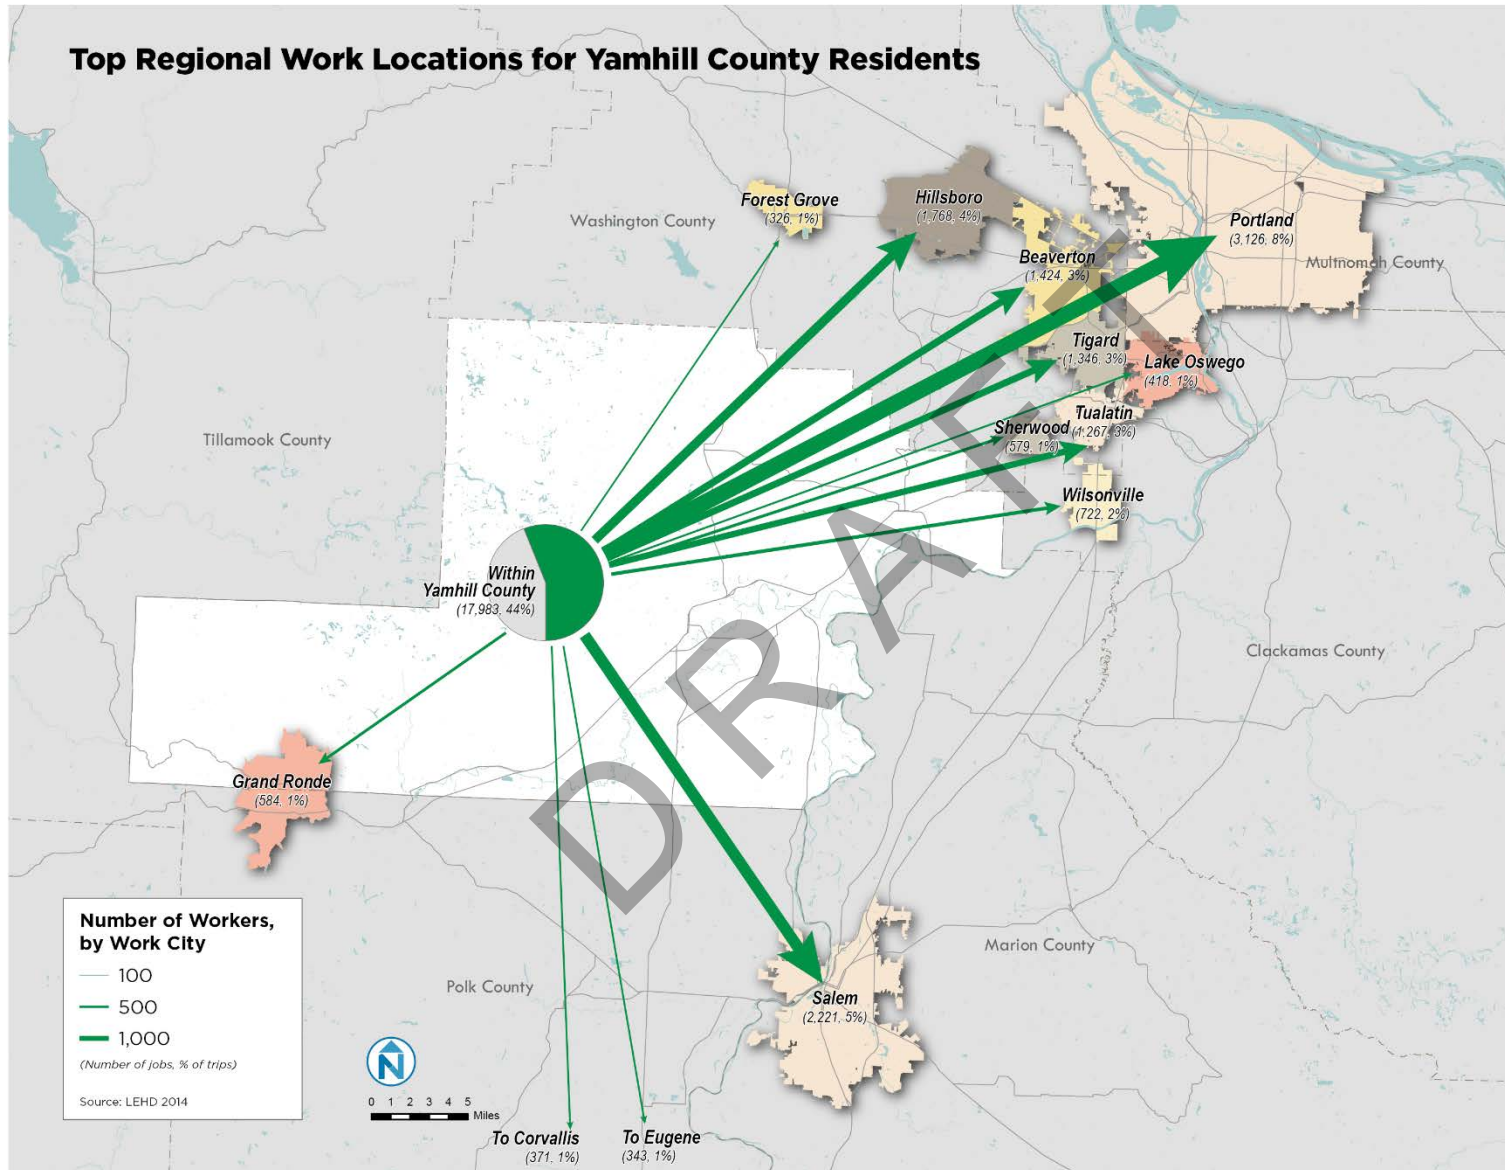 Top Regional Work Locations for Yamhill County Residents
Forest Grove
(326, 1%)
Hillsboro
(1,768, 4%)
Portland
(3,126, 8%)
Washington County
Beaverton
(1,424, 3%)
Multnomah County
Tigard
(1,346, 3%)
Lake Oswego
(418, 1%)
Tualatin
(1,267, 3%)
Sherwood
(579, 1%)
Tillamook County
Wilsonville
(722, 2%)
Within
Yamhill County
(17,983, 44%)
Clackamas County
DRAFT
Grand Ronde
(584, 1%)
Marion County
Polk County
Salem
(2,221, 5%)
Number of Workers,
by Work City
100
500
1,000
(Number of jobs, % of trips)
Source: LEHD 2014
N
0 1 2 3 4 5
Miles
To Corvallis
(371, 1%)
To Eugene
(343, 1%)